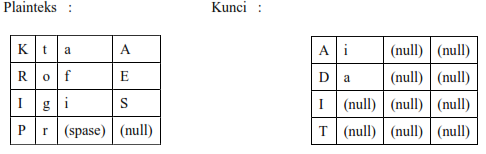 Plainteks : Kunci :
K t a A
R o f E
I g i S
P r (spase) (null)
A i (null) (null)
D a (null) (null)
I (null) (null) (null)
T (null) (null) (null)